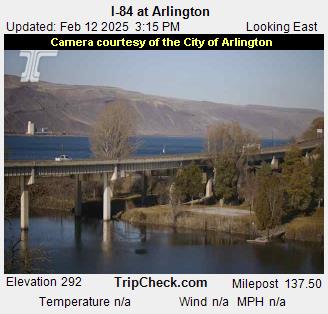 I-84 at Arlington
Updated: Feb 12 2025 3:15 PM Looking East
Camera courtesy of the City of Arlington
Elevation 292 TripCheck.com Milepost 137.50
Temperature n/a Wind n/a MPH n/a